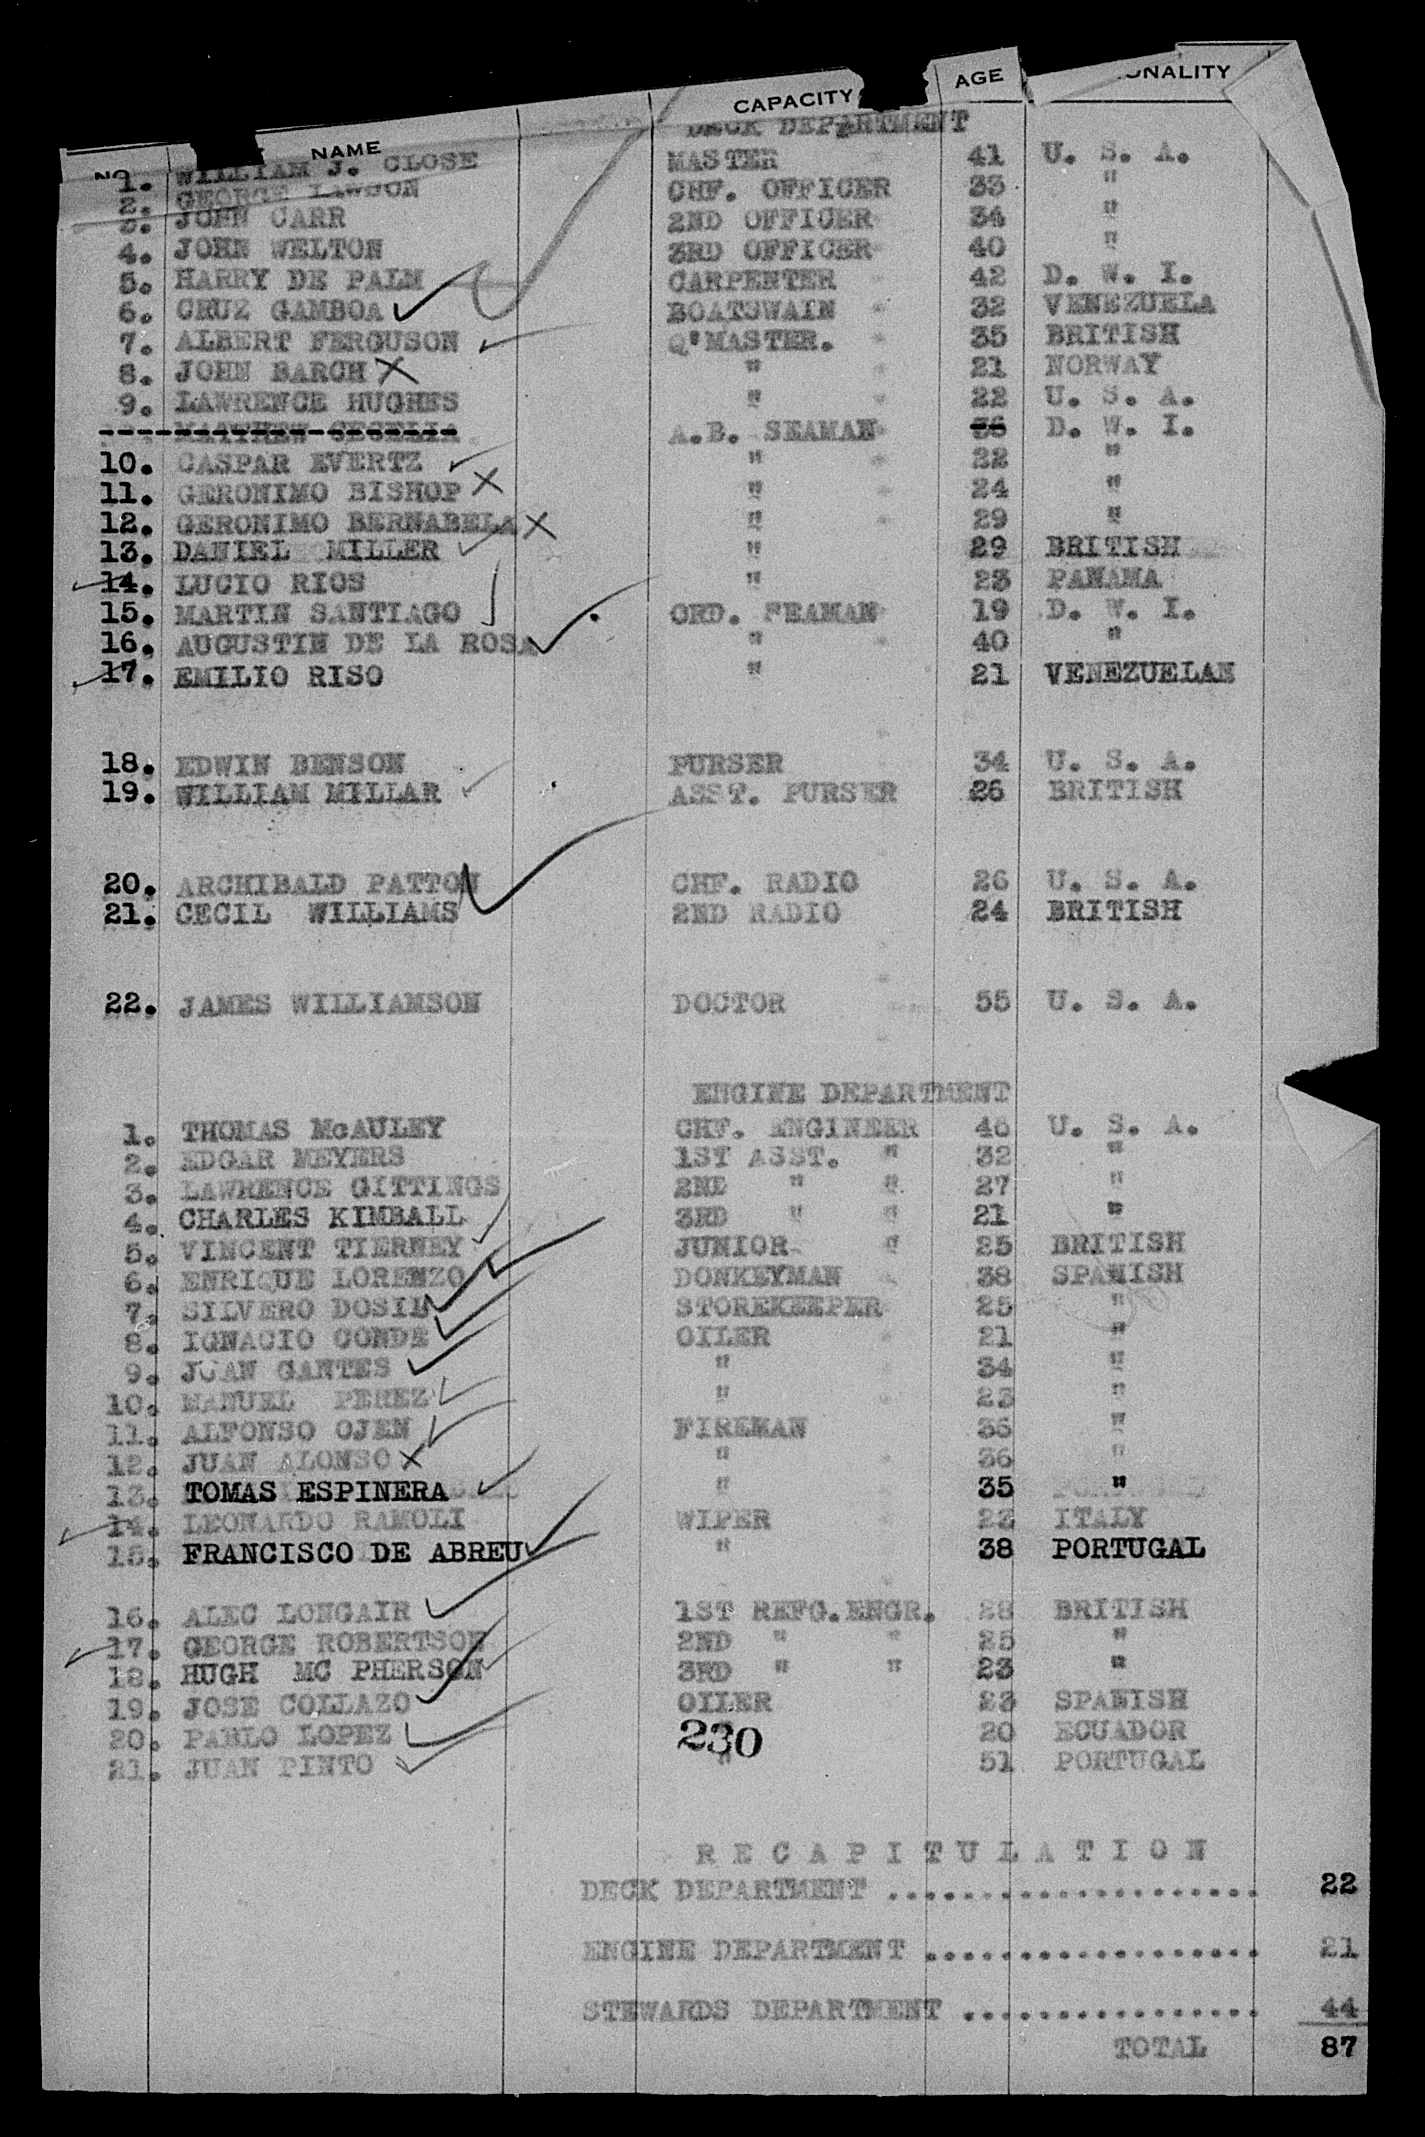 NO. NAME CAPACITY AGE ONALITY
DECK DEPARTMENT
1. WILLIAM J. CLOSE MASTER 41 U. S. A.
2. GEORGE LAWSON CHF. OFFICER 33 "
3. JOHN CARR 2ND OFFICER 34 "
4. JOHN WELTON 3RD OFFICER 40 "
5. HARRY DE PALM CARPENTER 42 D. W. I.
6. CRUZ GAMBOA BOATSWAIN 32 VENEZUELA
7. ALBERT FERGUSON Q'MASTER. 35 BRITISH
8. JOHN BARCH " 21 NORWAY
9. LAWRENCE HUGHES " 22 U. S. A.
MATTHEW CECELIA A.B. SEAMAN 36 D. W. I.
10. CASPAR EVERTZ " 22 "
11. GERONIMO BISHOP " 24 "
12. GERONIMO BERNABELA " 29 "
13. DANIEL MILLER " 29 BRITISH
14. LUCIO RIOS " 23 PANAMA
15. MARTIN SANTIAGO ORD. SEAMAN 19 D. W. I.
16. AUGUSTIN DE LA ROSA " 40 "
17. EMILIO RISO " 21 VENEZUELAN
18. EDWIN BENSON PURSER 34 U. S. A.
19. WILLIAM MILLAR ASST. PURSER 26 BRITISH
20. ARCHIBALD PATTON CHF. RADIO 26 U. S. A.
21. CECIL WILLIAMS 2ND RADIO 24 BRITISH
22. JAMES WILLIAMSON DOCTOR 55 U. S. A.
ENGINE DEPARTMENT
1. THOMAS McAULEY CHF. ENGINEER 46 U. S. A.
2. EDGAR MEYERS 1ST ASST. " 32 "
3. LAWRENCE GITTINGS 2ND " " 27 "
4. CHARLES KIMBALL 3RD " " 21 "
5. VINCENT TIERNEY JUNIOR " 25 BRITISH
6. ENRIQUE LORENZO DONKEYMAN 38 SPANISH
7. SILVERO DOSIL STOREKEEPER 25 "
8. IGNACIO CONDE OILER 21 "
9. JUAN GANTES " 34 "
10. MANUEL PEREZ " 23 "
11. ALFONSO OJEN FIREMAN 36 "
12. JUAN ALONSO " 36 "
13. TOMAS ESPINERA " 35 "
14. LEONARDO RAMOLI WIPER 23 ITALY
15. FRANCISCO DE ABREU " 38 PORTUGAL
16. ALEC LONGAIR 1ST REFG.ENGR. 28 BRITISH
17. GEORGE ROBERTSON 2ND " " 25 "
18. HUGH MC PHERSON 3RD " " 23 "
19. JOSE COLLAZO OILER 23 SPANISH
20. PABLO LOPEZ 230 20 ECUADOR
21. JUAN PINTO " 51 PORTUGAL
R E C A P I T U L A T I O N
DECK DEPARTMENT .................... 22
ENGINE DEPARTMENT .................. 21
STEWARDS DEPARTMENT ................ 44
TOTAL 87